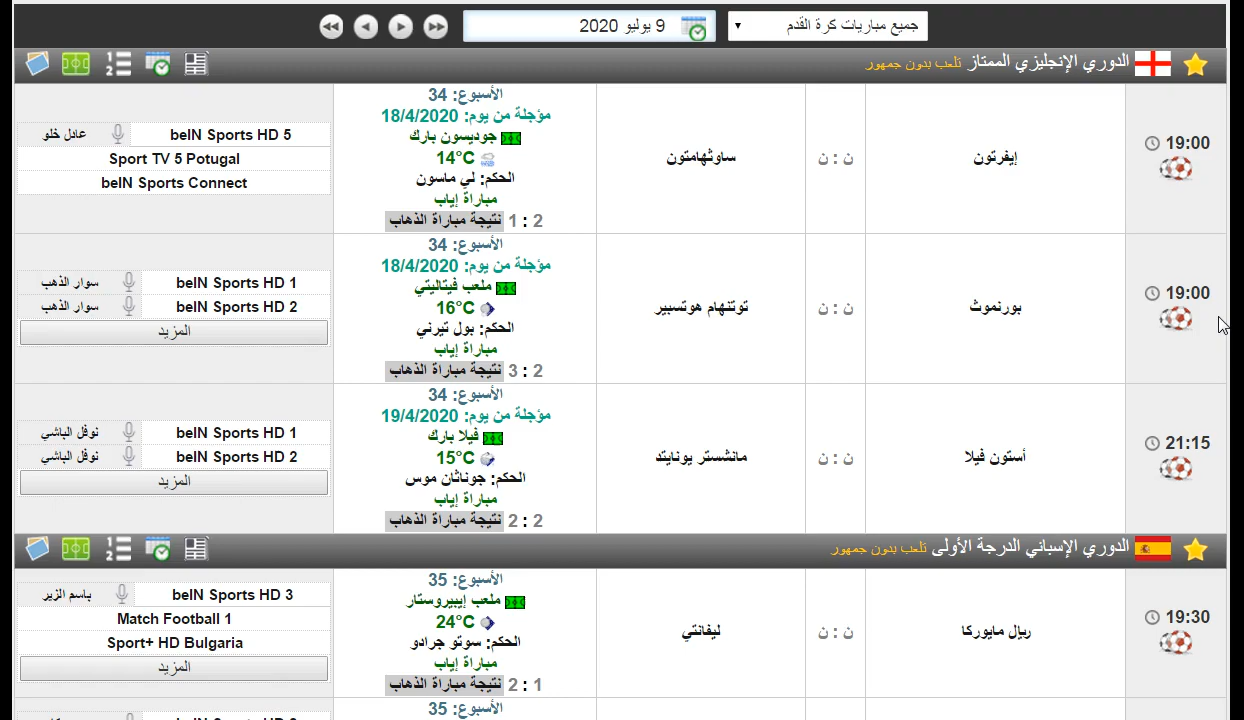 جميع مباريات كرة القدم
9 يوليو 2020
الدوري الإنجليزي الممتاز تلعب بدون جمهور
19:00
إيفرتون
ن : ن
ساوثهامتون
الأسبوع: 34
مؤجلة من يوم: 18/4/2020
جوديسون بارك
14°C
الحكم: لي ماسون
مباراة إياب
2 : 1 نتيجة مباراة الذهاب
beIN Sports HD 5 عادل خلو
Sport TV 5 Potugal
beIN Sports Connect
19:00
بورنموث
ن : ن
توتنهام هوتسبير
الأسبوع: 34
مؤجلة من يوم: 18/4/2020
ملعب فيتاليتي
16°C
الحكم: بول تيرني
مباراة إياب
2 : 3 نتيجة مباراة الذهاب
beIN Sports HD 1 سوار الذهب
beIN Sports HD 2 سوار الذهب
المزيد
21:15
أستون فيلا
ن : ن
مانشستر يونايتد
الأسبوع: 34
مؤجلة من يوم: 19/4/2020
فيلا بارك
15°C
الحكم: جوناثان موس
مباراة إياب
2 : 2 نتيجة مباراة الذهاب
beIN Sports HD 1 نوفل الباشي
beIN Sports HD 2 نوفل الباشي
المزيد
الدوري الإسباني الدرجة الأولى تلعب بدون جمهور
19:30
ريال مايوركا
ن : ن
ليفانتي
الأسبوع: 35
ملعب إيبيروستار
24°C
الحكم: سوتو جرادو
مباراة إياب
1 : 2 نتيجة مباراة الذهاب
beIN Sports HD 3 باسم الزير
Match Football 1
Sport+ HD Bulgaria
المزيد
الأسبوع: 35